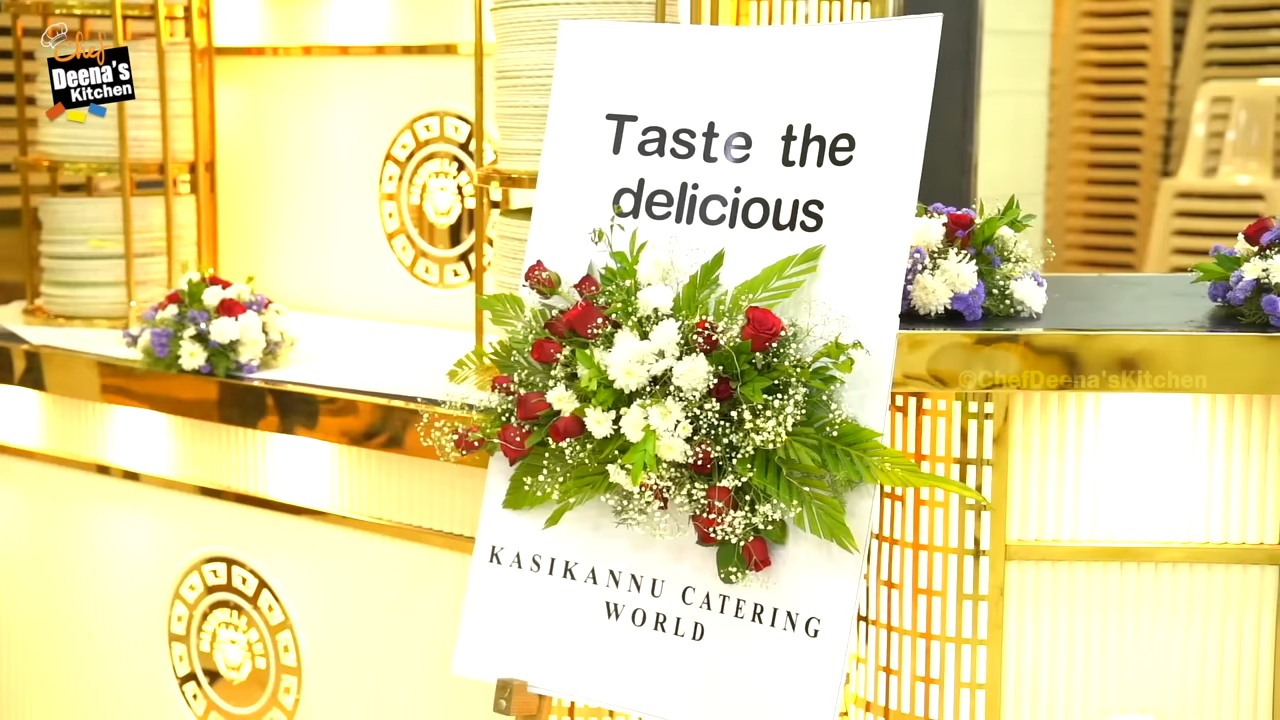 Chef
Deena's
Kitchen
Taste the
delicious
©ChefDeena'sKitchen
KASIKANNU CATERING
WORLD